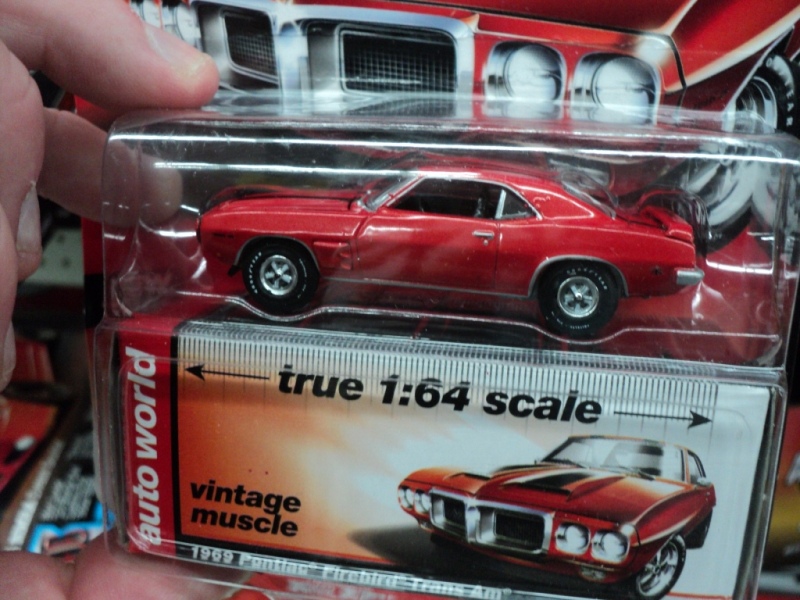 true 1:64 scale
auto world
vintage
muscle
1969 Pontiac® Firebird® Trans Am®